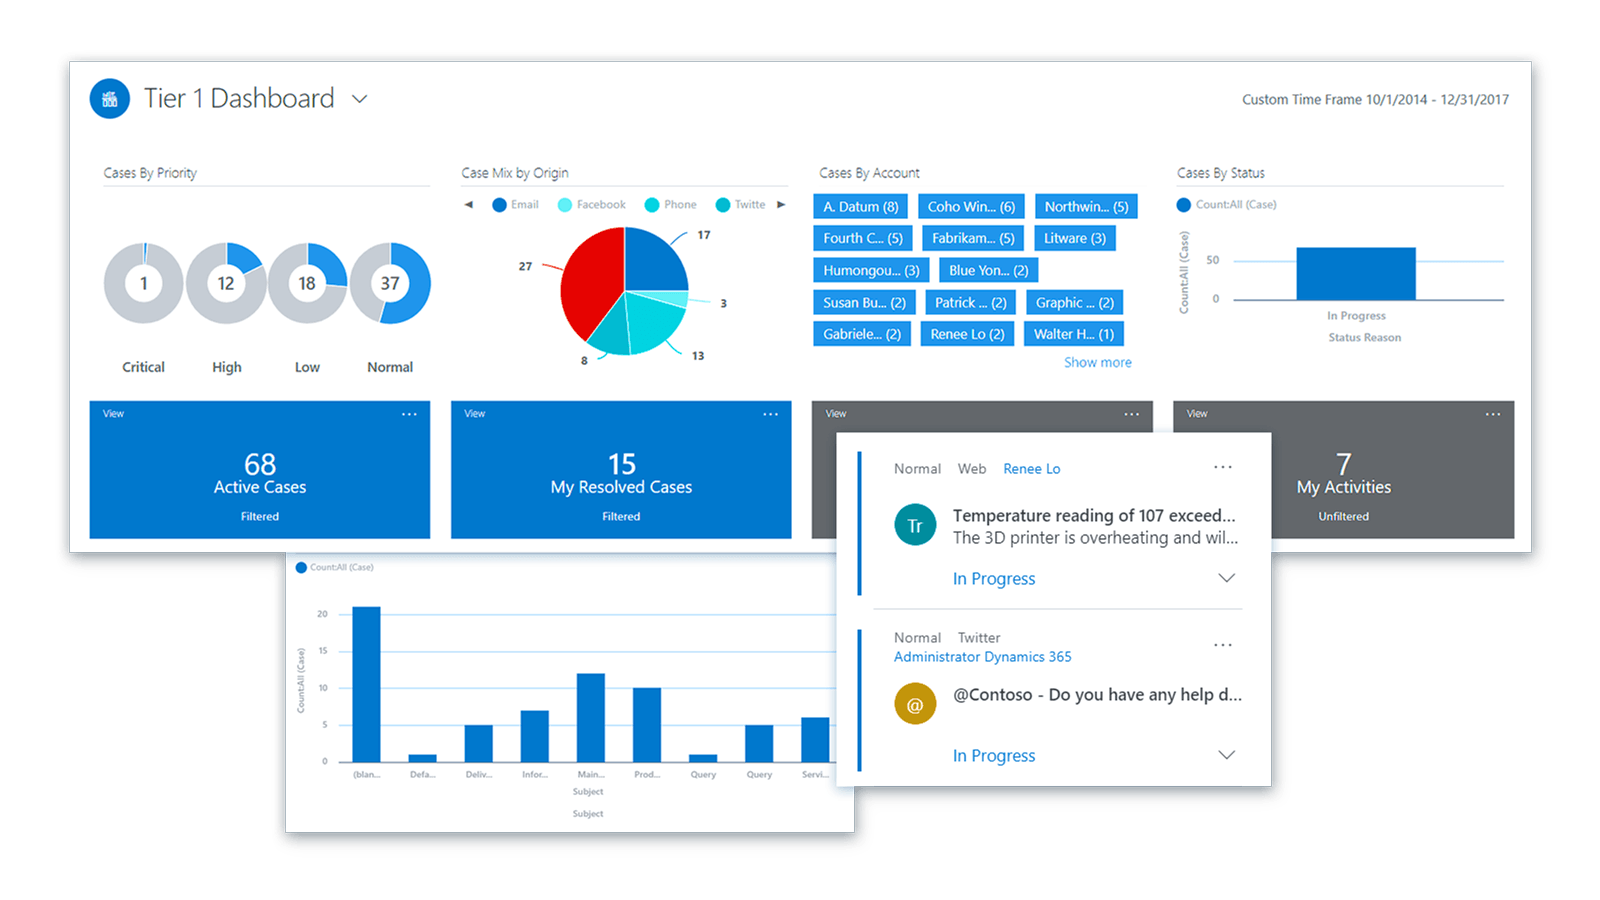 Tier 1 Dashboard
Custom Time Frame 10/1/2014 - 12/31/2017
Cases By Priority
1
12
18
37
Critical
High
Low
Normal
Case Mix by Origin
Email
Facebook
Phone
Twitte
17
27
3
13
8
Cases By Account
A. Datum (8)
Coho Win... (6)
Northwin... (5)
Fourth C... (5)
Fabrikam... (5)
Litware (3)
Humongou... (3)
Blue Yon... (2)
Susan Bu... (2)
Patrick ... (2)
Graphic ... (2)
Gabriele... (2)
Renee Lo (2)
Walter H... (1)
Show more
Cases By Status
Count:All (Case)
Count:All (Case)
50
0
In Progress
Status Reason
View
...
68
Active Cases
Filtered
View
...
15
My Resolved Cases
Filtered
View
...
View
...
7
My Activities
Unfiltered
Normal Web Renee Lo
...
Tr
Temperature reading of 107 exceed...
The 3D printer is overheating and wil...
In Progress
Normal Twitter
...
Administrator Dynamics 365
@
@Contoso - Do you have any help d...
In Progress
Count:All (Case)
Count:All (Case)
20
15
10
5
0
(blan...
Defa...
Deliv...
Infor...
Main...
Prod...
Query
Query
Servi...
Subject
Subject